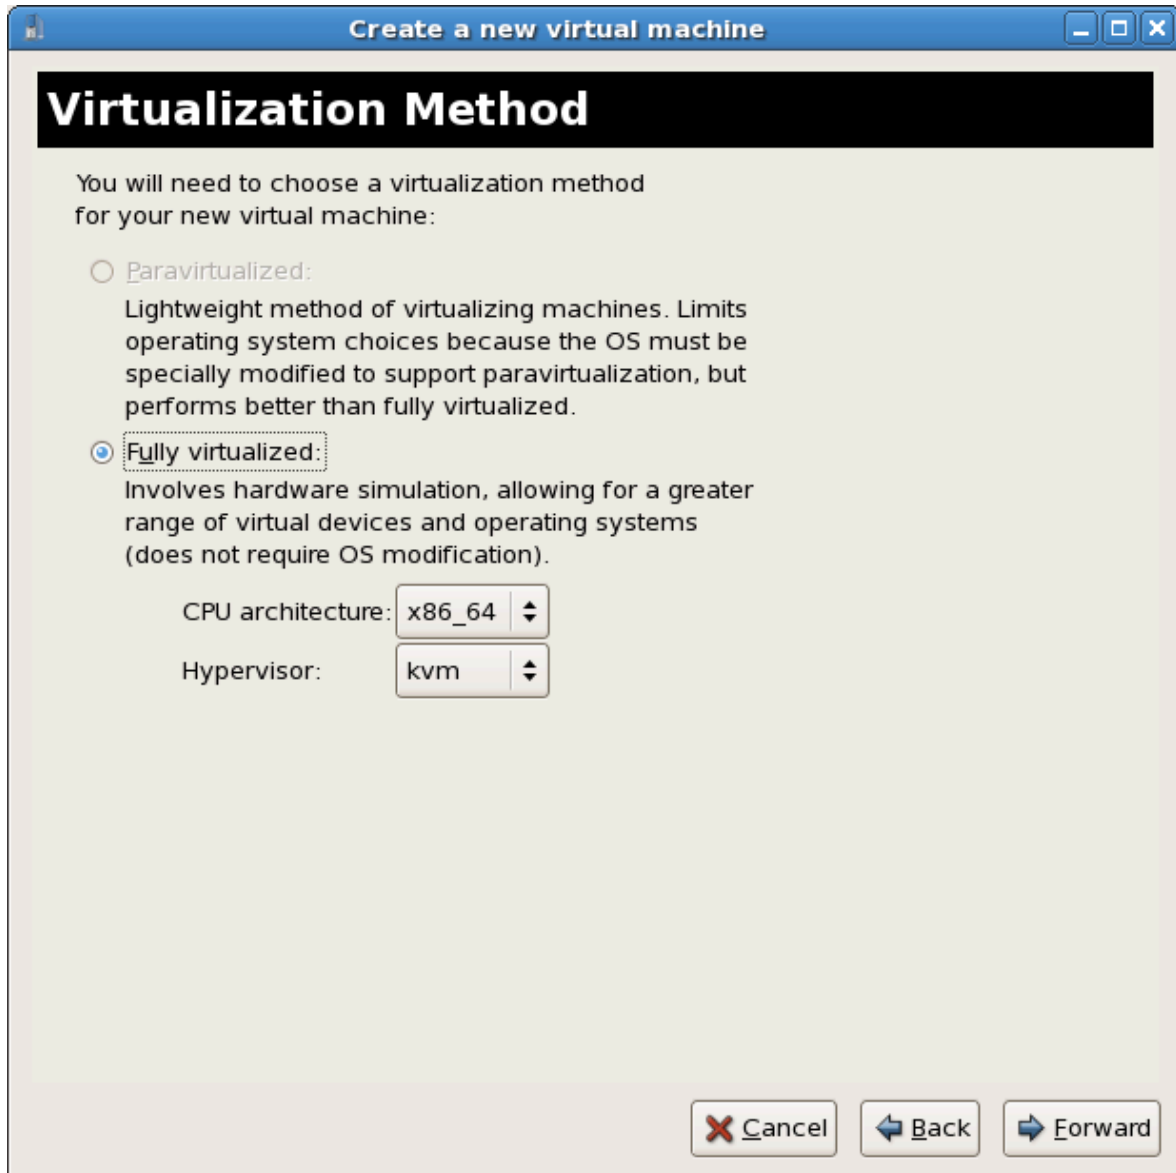 Create a new virtual machine
Virtualization Method
You will need to choose a virtualization method
for your new virtual machine:
Paravirtualized:
Lightweight method of virtualizing machines. Limits
operating system choices because the OS must be
specially modified to support paravirtualization, but
performs better than fully virtualized.
Fully virtualized:
Involves hardware simulation, allowing for a greater
range of virtual devices and operating systems
(does not require OS modification).
CPU architecture: x86_64
Hypervisor: kvm
Cancel Back Forward